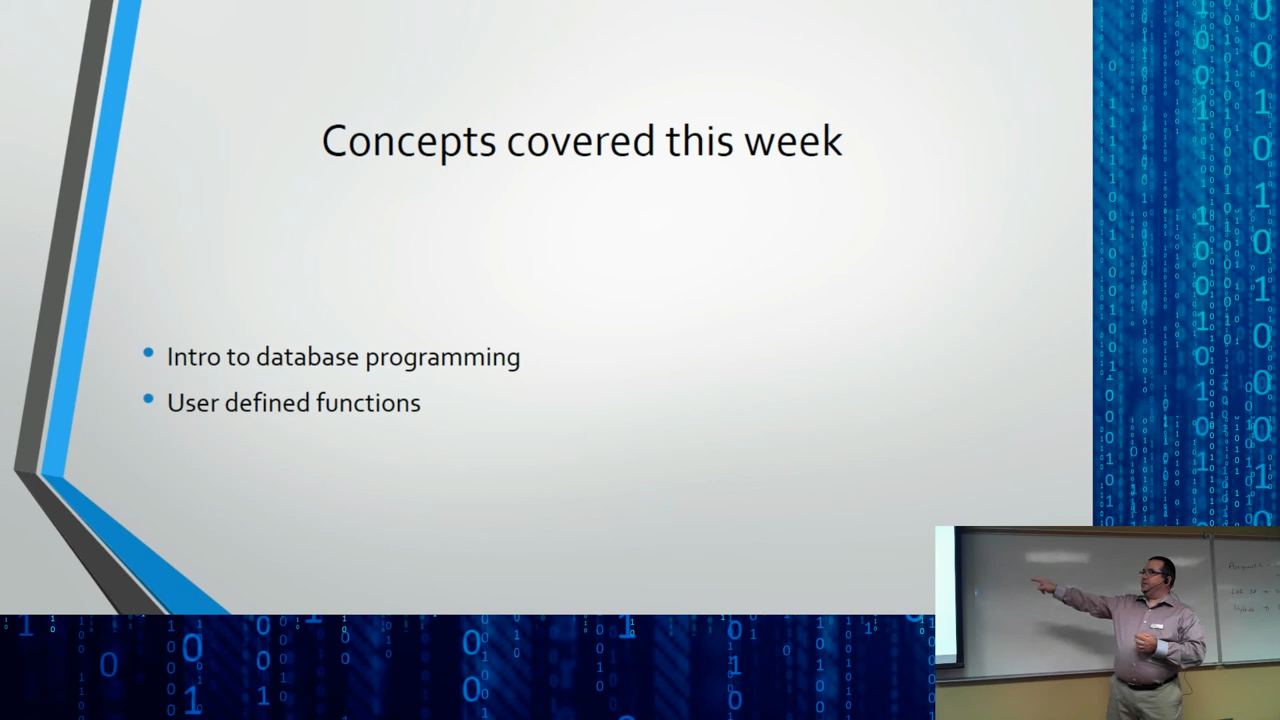 Concepts covered this week
Intro to database programming
User defined functions